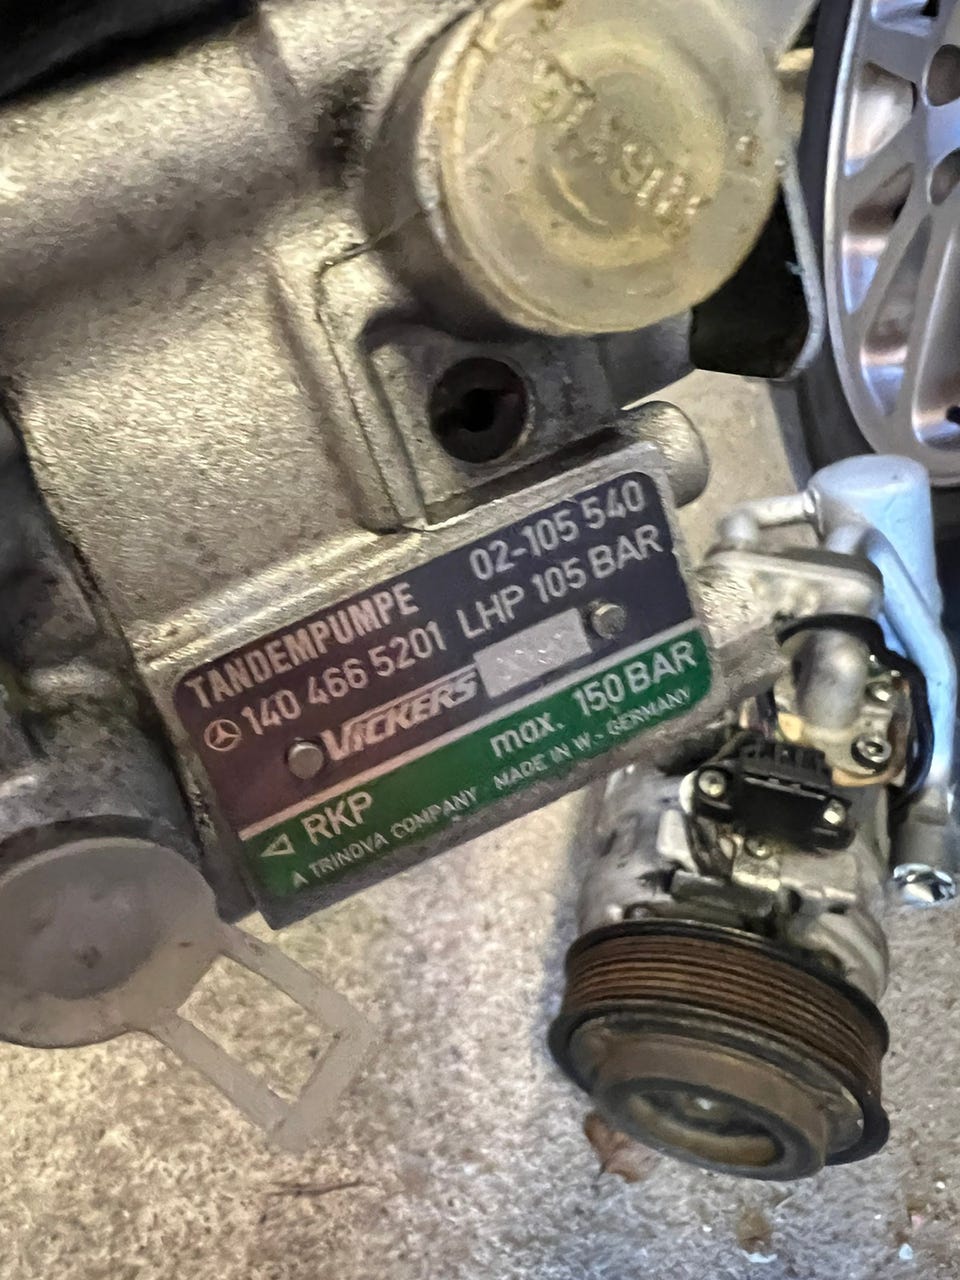 TANDEMPUMPE 02-105 540
140 466 5201 LHP 105 BAR
VICKERS
max. 150 BAR
RKP
A TRINOVA COMPANY MADE IN W.-GERMANY